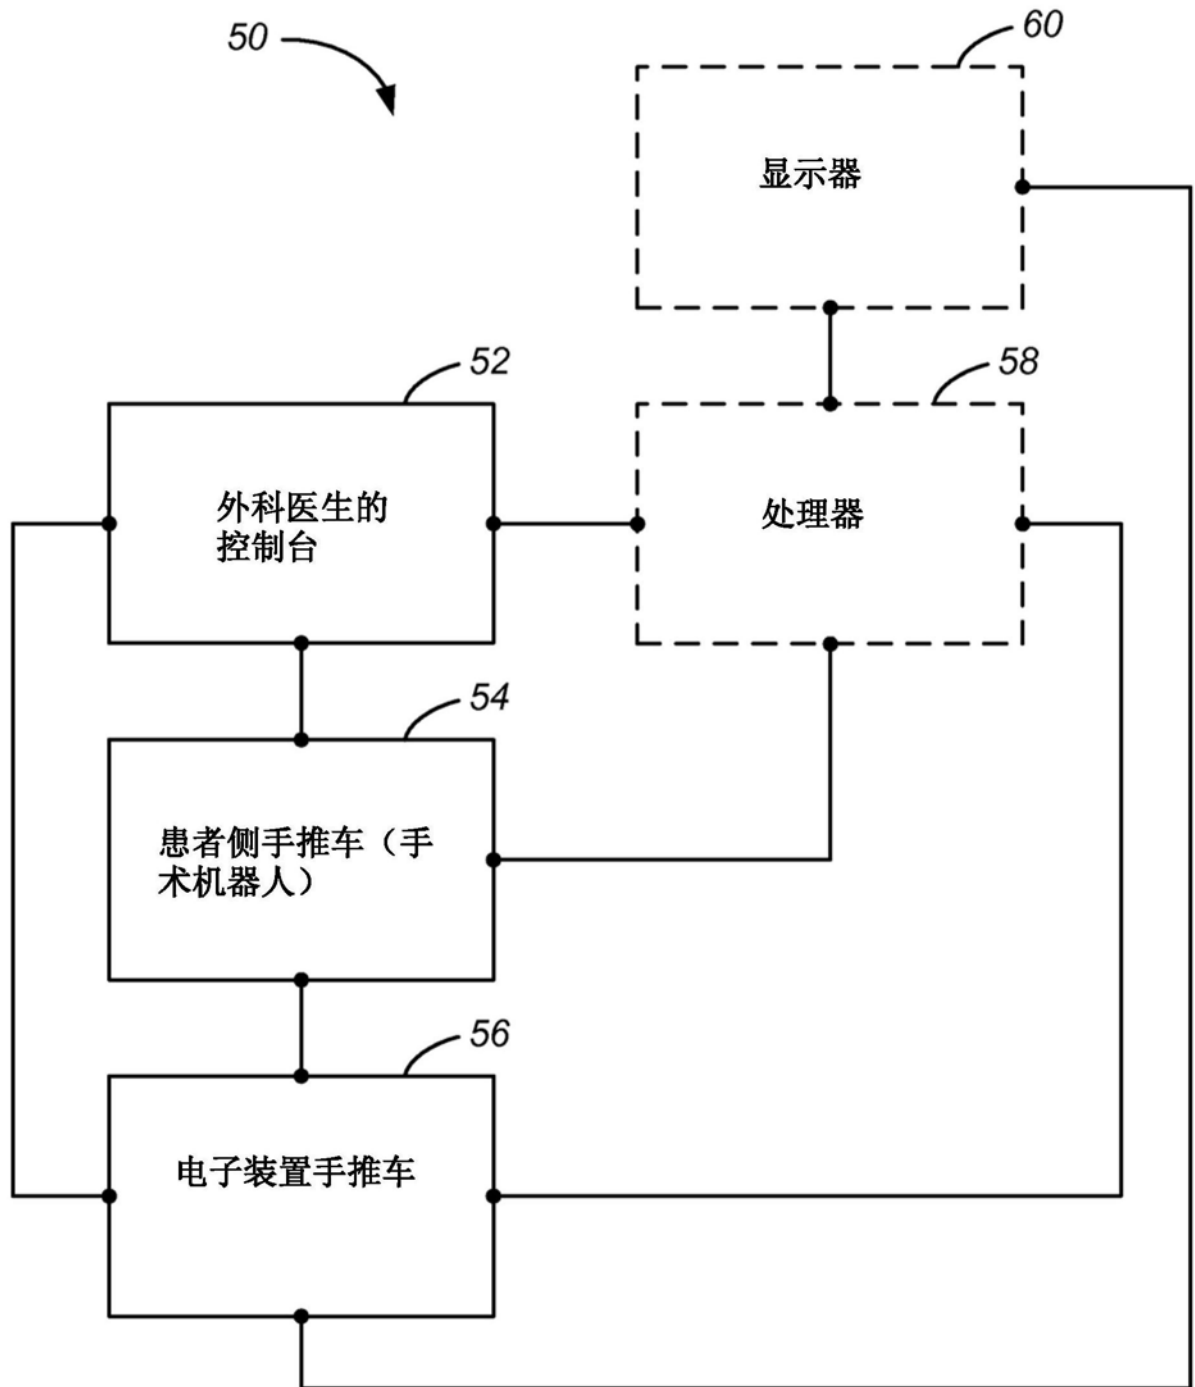 50
60
显示器
52
58
外科医生的
控制台
处理器
54
患者侧手推车（手
术机器人）
56
电子装置手推车